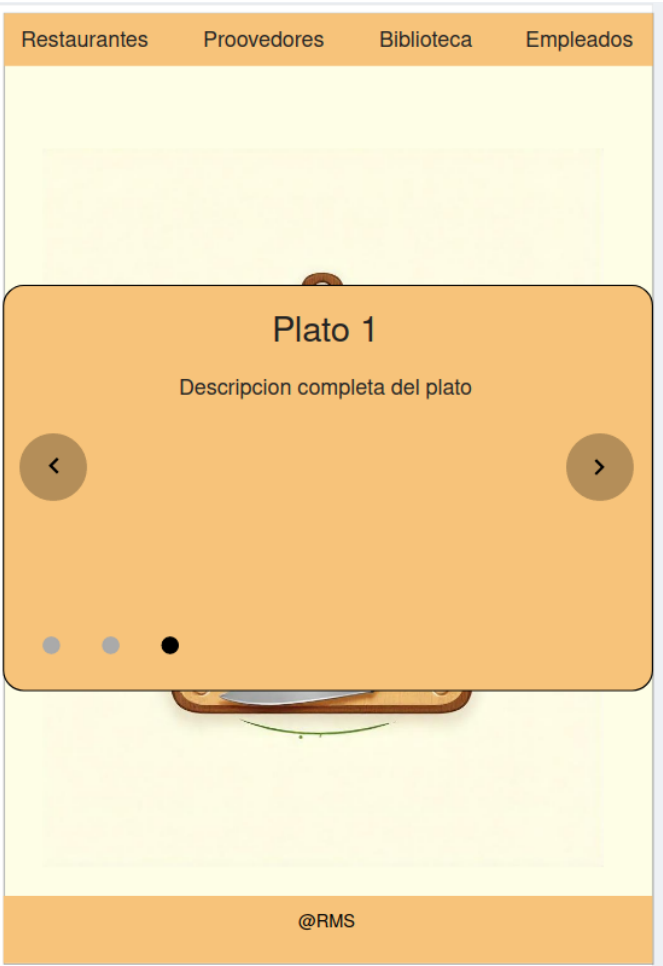 Restaurantes Proovedores Biblioteca Empleados
Plato 1
Descripcion completa del plato
@RMS